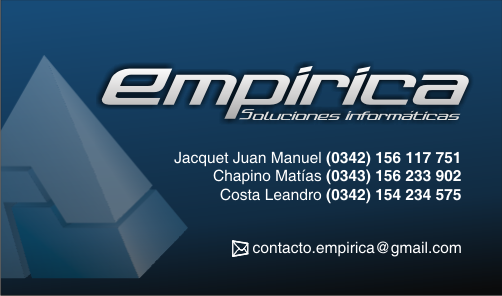 empírica
Soluciones informáticas
Jacquet Juan Manuel (0342) 156 117 751
Chapino Matías (0343) 156 233 902
Costa Leandro (0342) 154 234 575
contacto.empirica@gmail.com